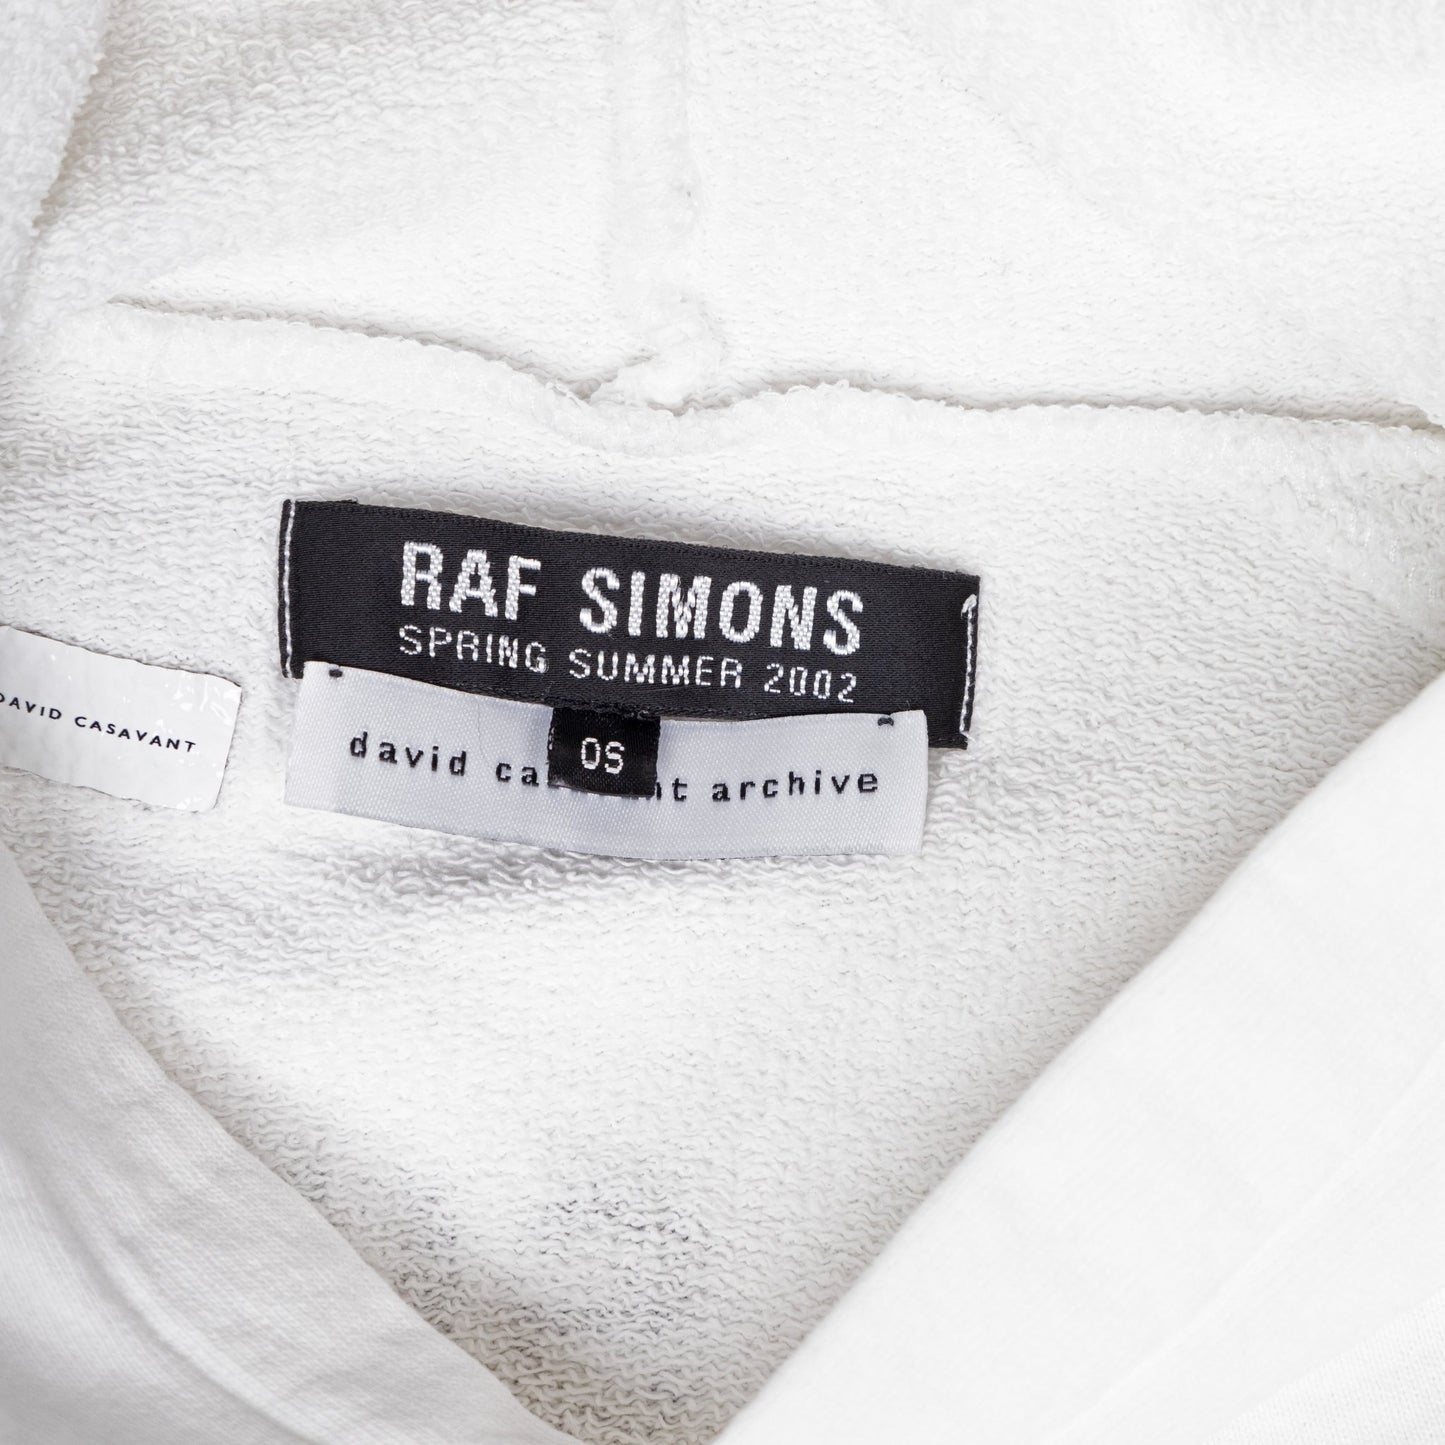 RAF SIMONS
SPRING SUMMER 2002
DAVID CASAVANT
david archive
OS